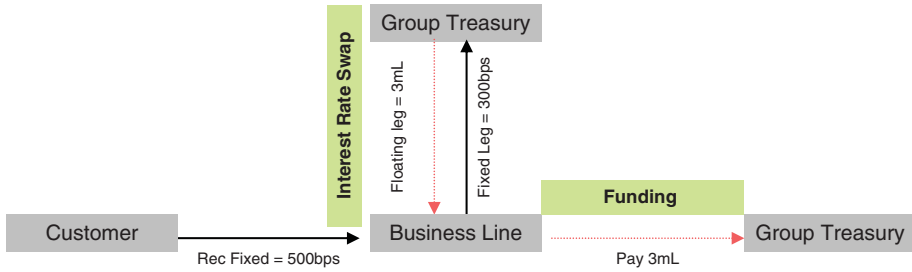 Group Treasury
Interest Rate Swap
Floating leg = 3mL
Fixed Leg = 300bps
Funding
Customer
Business Line
Group Treasury
Rec Fixed = 500bps
Pay 3mL